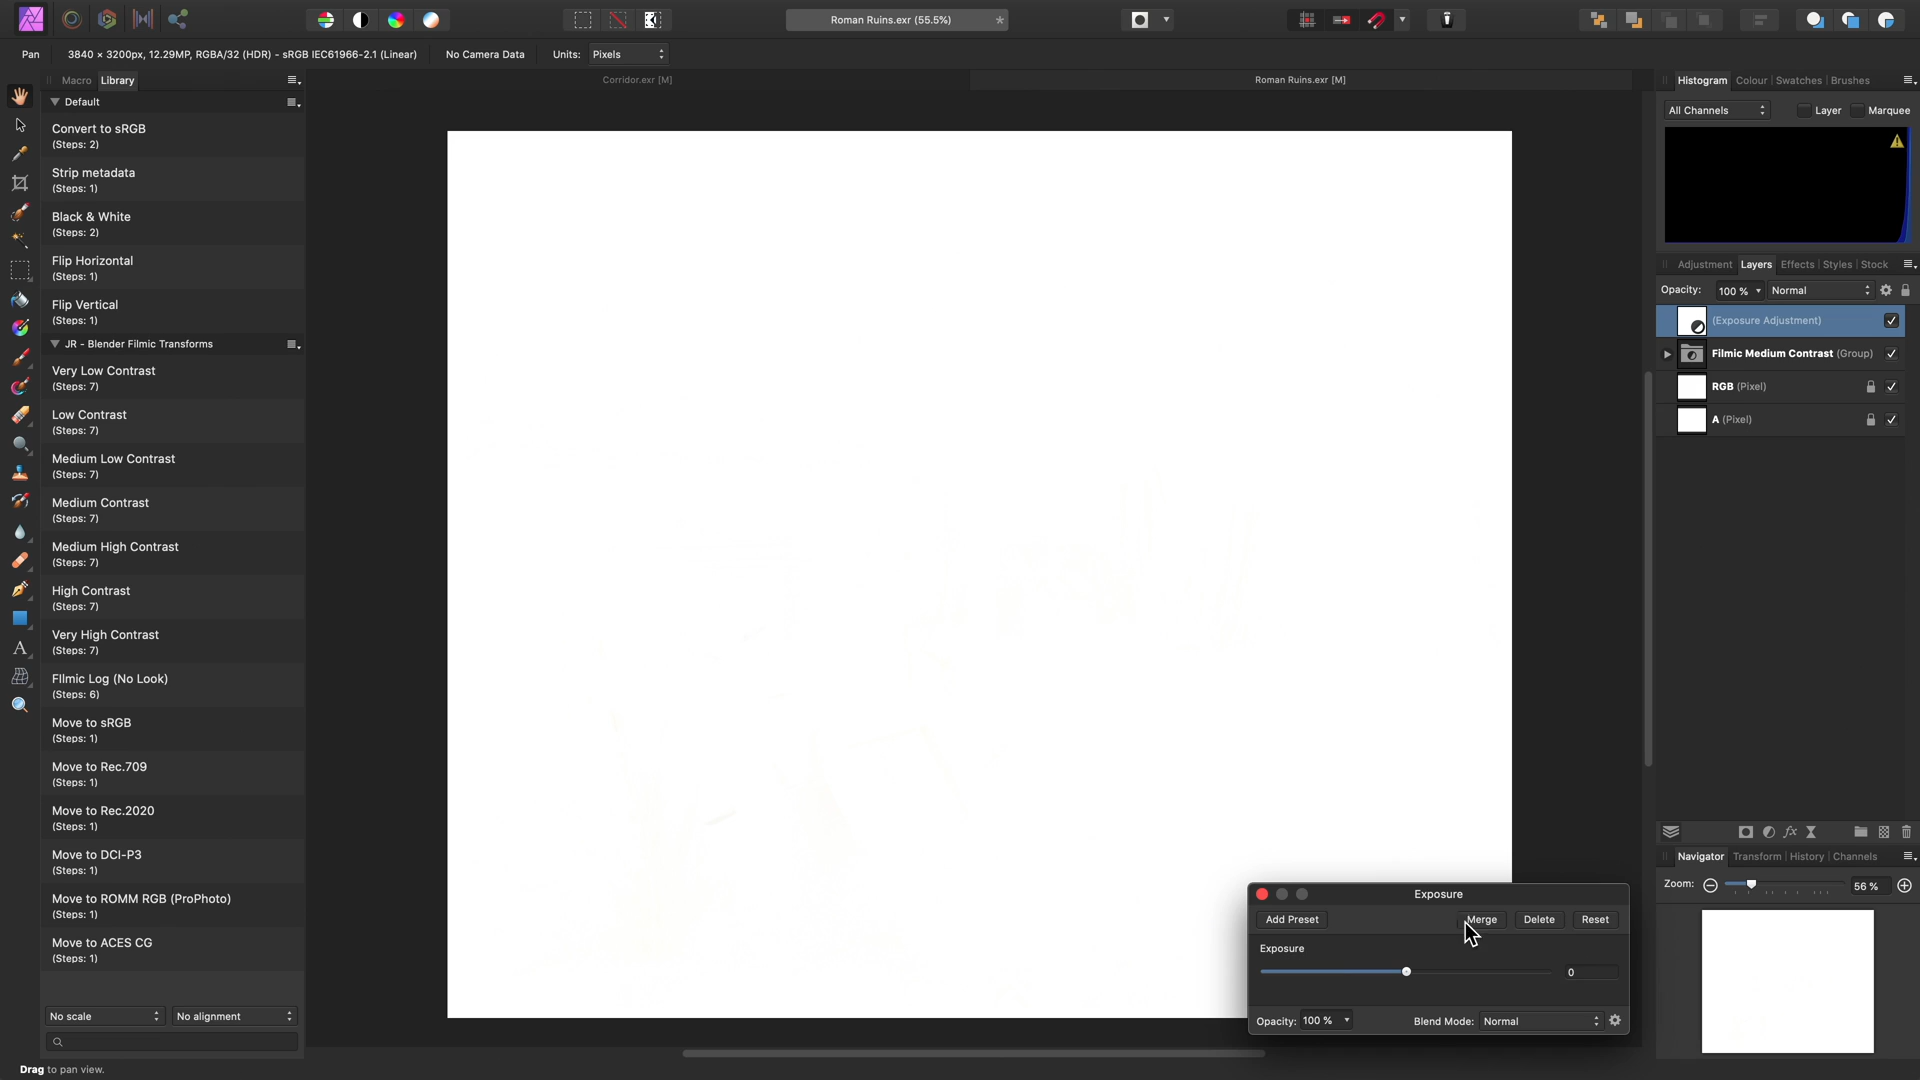 Roman Ruins.exr (55.5%)
*
Pan
3840 × 3200px, 12.29MP, RGBA/32 (HDR) - sRGB IEC61966-2.1 (Linear)
No Camera Data
Units:
Pixels
Macro
Library
Corridor.exr [M]
Roman Ruins.exr [M]
Default
Convert to sRGB
(Steps: 2)
Strip metadata
(Steps: 1)
Black & White
(Steps: 2)
Flip Horizontal
(Steps: 1)
Flip Vertical
(Steps: 1)
JR - Blender Filmic Transforms
Very Low Contrast
(Steps: 7)
Low Contrast
(Steps: 7)
Medium Low Contrast
(Steps: 7)
Medium Contrast
(Steps: 7)
Medium High Contrast
(Steps: 7)
High Contrast
(Steps: 7)
Very High Contrast
(Steps: 7)
FIlmic Log (No Look)
(Steps: 6)
Move to sRGB
(Steps: 1)
Move to Rec.709
(Steps: 1)
Move to Rec.2020
(Steps: 1)
Move to DCI-P3
(Steps: 1)
Move to ROMM RGB (ProPhoto)
(Steps: 1)
Move to ACES CG
(Steps: 1)
No scale
No alignment
Drag to pan view.
Histogram
Colour
Swatches
Brushes
All Channels
Layer
Marquee
Adjustment
Layers
Effects
Styles
Stock
Opacity:
100 %
Normal
(Exposure Adjustment)
Filmic Medium Contrast (Group)
RGB (Pixel)
A (Pixel)
Navigator
Transform
History
Channels
Zoom:
56 %
Exposure
Add Preset
Merge
Delete
Reset
Exposure
0
Opacity:
100 %
Blend Mode:
Normal